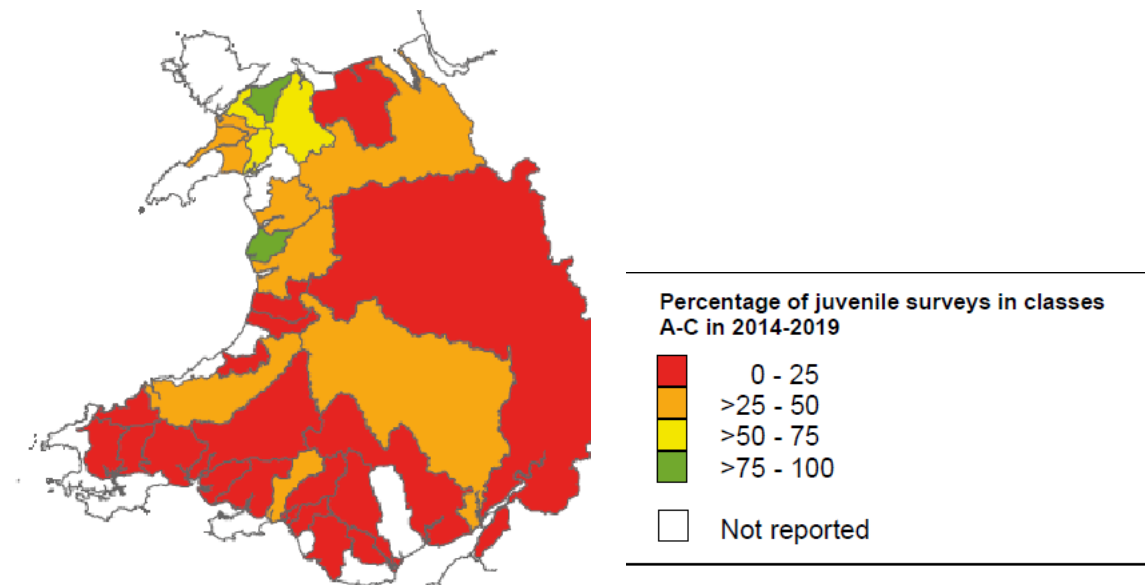 Percentage of juvenile surveys in classes
A-C in 2014-2019
0 - 25
>25 - 50
>50 - 75
>75 - 100
Not reported